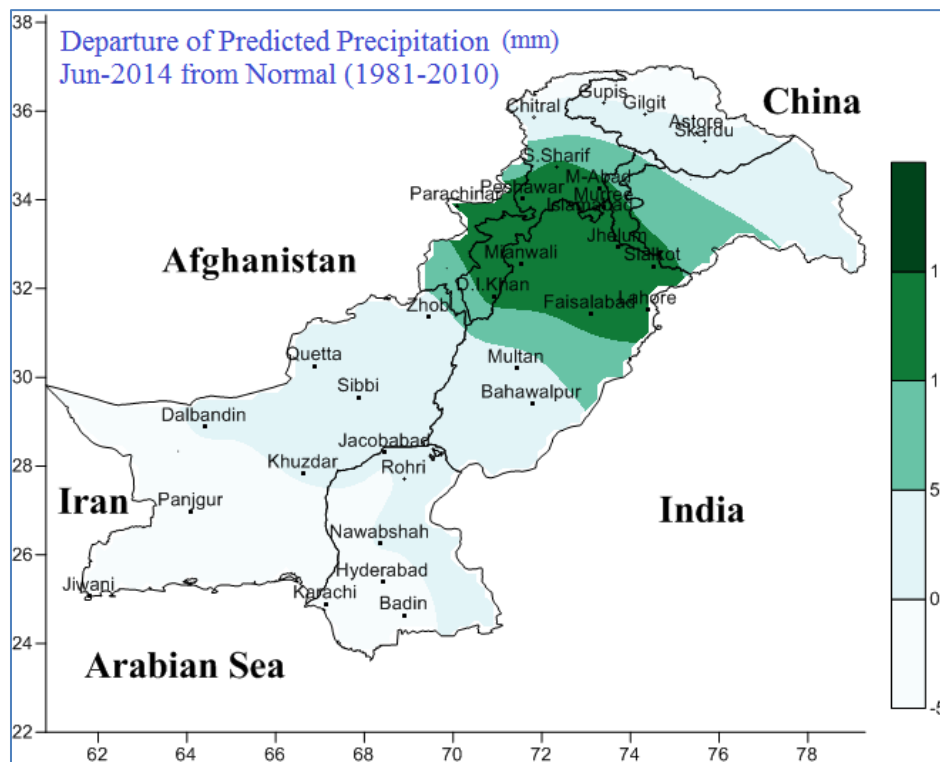 Departure of Predicted Precipitation (mm)
Jun-2014 from Normal (1981-2010)
38
36
34
32
30
28
26
24
22
62
64
66
68
70
72
74
76
78
China
Afghanistan
Iran
India
Arabian Sea
Gupis
Chitral
Gilgit
Astore
Skardu
S.Sharif
M-Abad
Peshawar
Parachinar
Murree
Islamabad
Jhelum
Mianwali
Sialkot
D.I.Khan
Zhob
Faisalabad
Lahore
Quetta
Multan
Sibbi
Bahawalpur
Dalbandin
Jacobabad
Khuzdar
Rohri
Panjgur
Nawabshah
Hyderabad
Jiwani
Karachi
Badin
1
1
5
0
-5